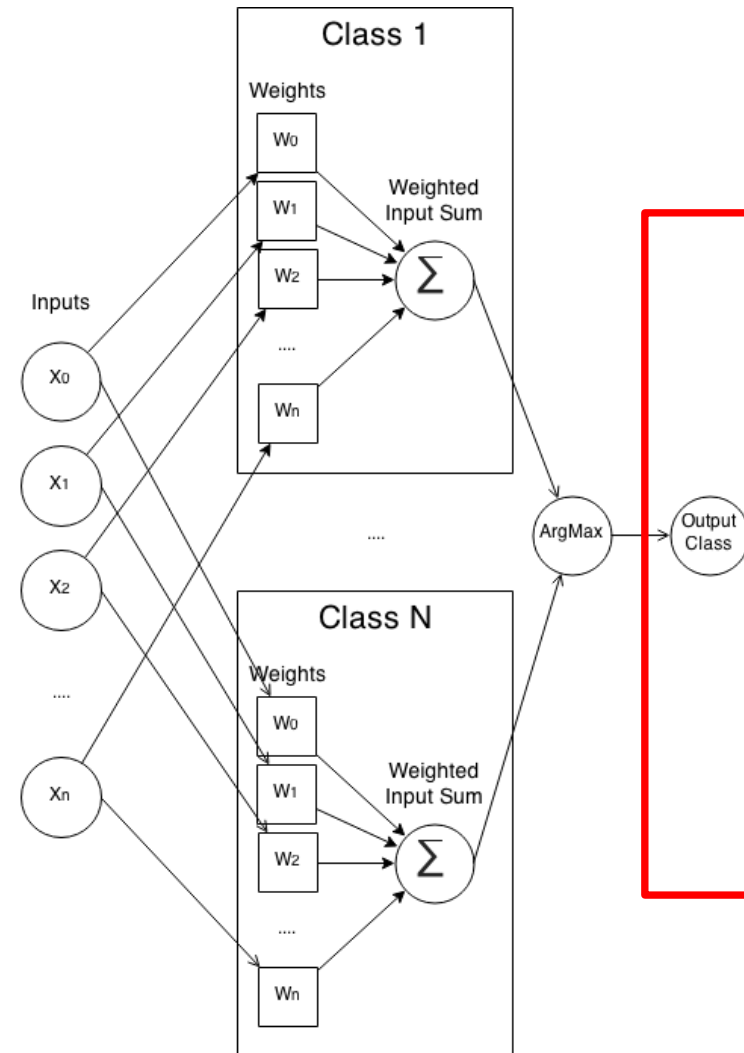 Class 1
Weights
W0
W1
W2
....
Wn
Weighted
Input Sum
Σ
Inputs
X0
X1
X2
....
Xn
....
ArgMax
Output
Class
Class N
Weights
W0
W1
W2
....
Wn
Weighted
Input Sum
Σ